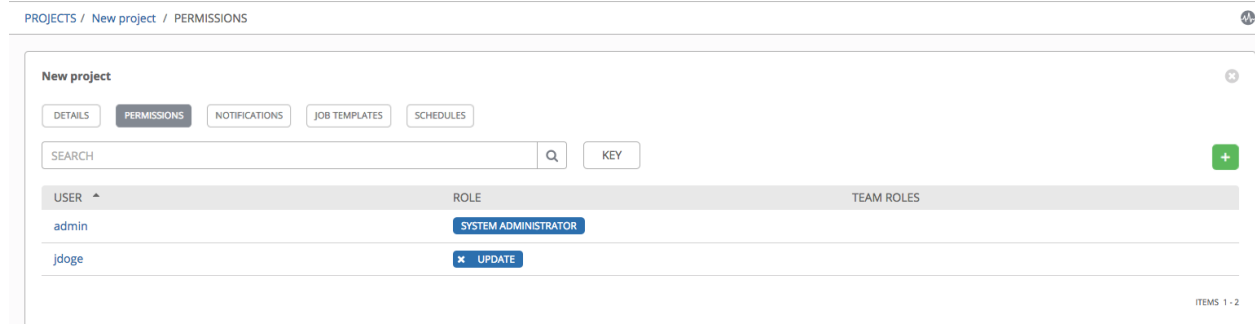 PROJECTS / New project / PERMISSIONS
New project
DETAILS PERMISSIONS NOTIFICATIONS JOB TEMPLATES SCHEDULES
SEARCH KEY
USER ROLE TEAM ROLES
admin SYSTEM ADMINISTRATOR
jdoge UPDATE
ITEMS 1 - 2